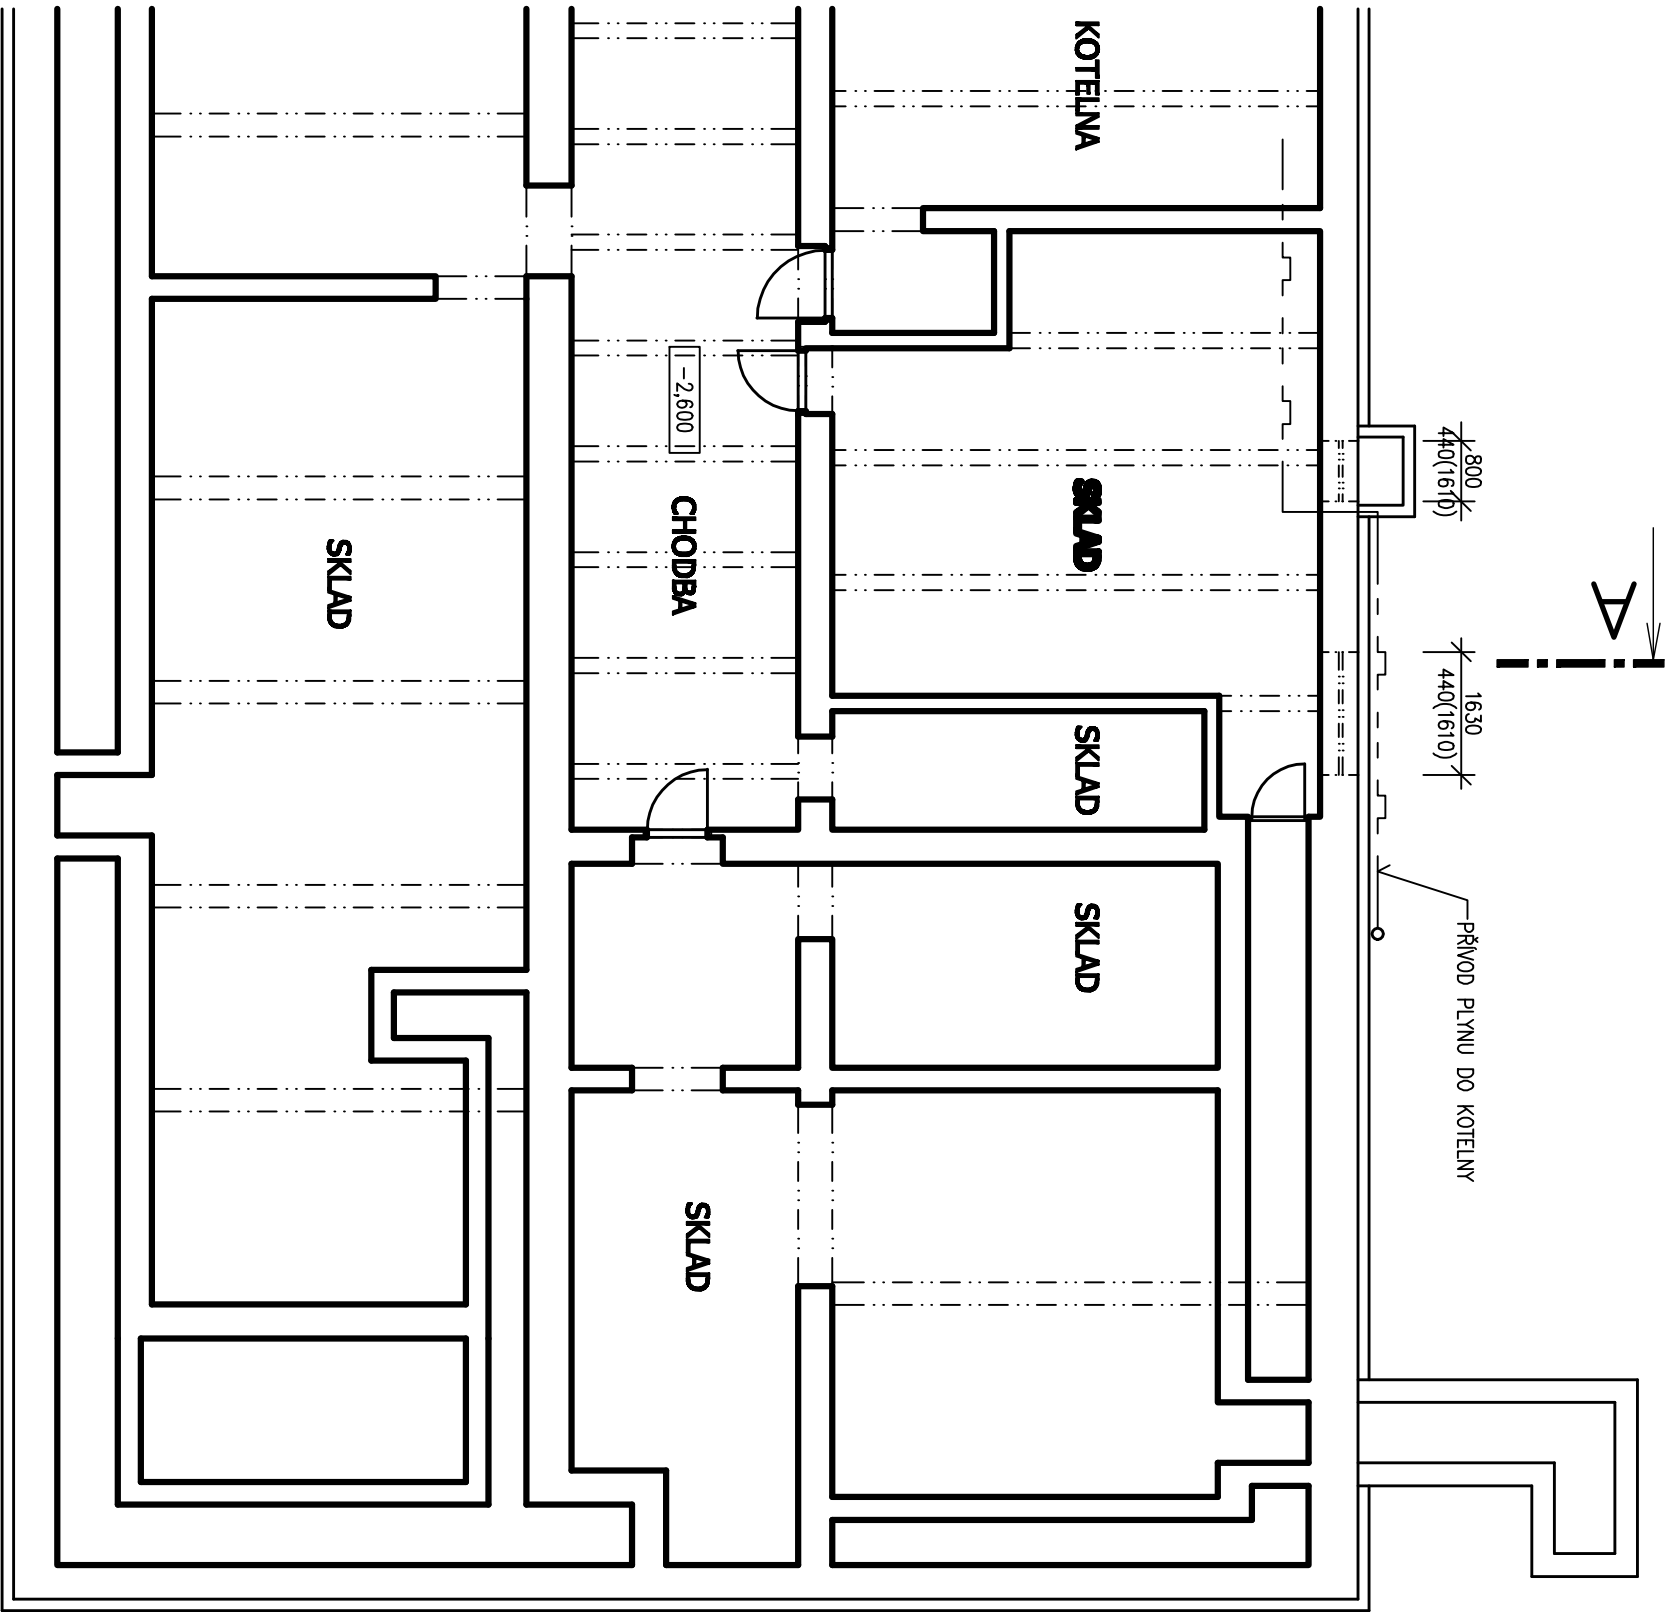 KOTELNA
800
440(1610)
A
1630
440(1610)
-2,600
SKLAD
CHODBA
SKLAD
SKLAD
SKLAD
PŘÍVOD PLYNU DO KOTELNY
SKLAD